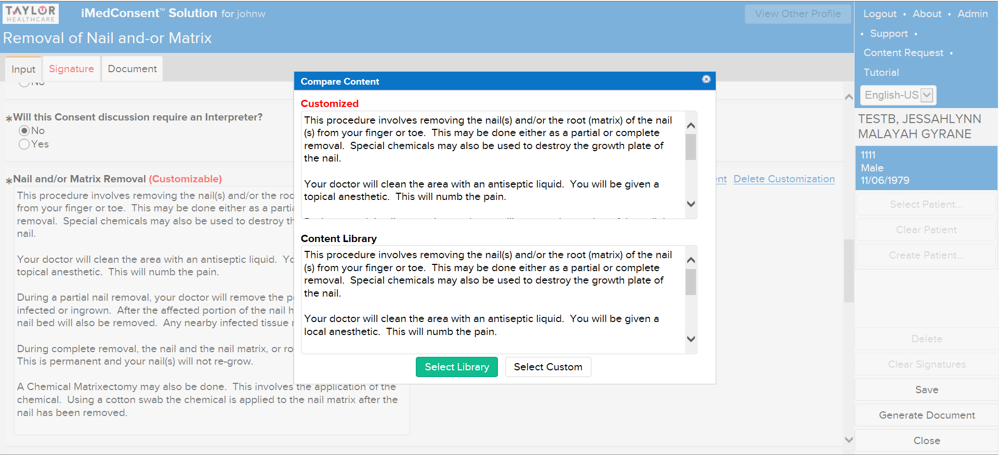 TAYLOR
HEALTHCARE
iMedConsent™ Solution for johnw
View Other Profile
Removal of Nail and-or Matrix
Logout • About • Admin
• Support •
Content Request •
Tutorial
English-US
Input
Signature
Document
No
*Will this Consent discussion require an Interpreter?
No
Yes
*Nail and/or Matrix Removal (Customizable)
Delete Customization
This procedure involves removing the nail(s) and/or the
from your finger or toe.  This may be done either as a
removal.  Special chemicals may also be used to destroy
nail.
Your doctor will clean the area with an antiseptic liquid.
topical anesthetic.  This will numb the pain.
During a partial nail removal, your doctor will remove the
infected or ingrown.  After the affected portion of the nail
nail bed will also be removed.  Any nearby infected tissue
During complete removal, the nail and the nail matrix, or
This is permanent and your nail(s) will not re-grow.
A Chemical Matrixectomy may also be done.  This involves the application of the
chemical.  Using a cotton swab the chemical is applied to the nail matrix after the
nail has been removed.
Compare Content
Customized
This procedure involves removing the nail(s) and/or the root (matrix) of the nail
(s) from your finger or toe.  This may be done either as a partial or complete
removal.  Special chemicals may also be used to destroy the growth plate of
the nail.
Your doctor will clean the area with an antiseptic liquid.  You will be given a
topical anesthetic.  This will numb the pain.
Content Library
This procedure involves removing the nail(s) and/or the root (matrix) of the nail
(s) from your finger or toe.  This may be done either as a partial or complete
removal.  Special chemicals may also be used to destroy the growth plate of
the nail.
Your doctor will clean the area with an antiseptic liquid.  You will be given a
local anesthetic.  This will numb the pain.
Select Library
Select Custom
TESTB, JESSAHLYNN
MALAYAH GYRANE
1111
Male
11/06/1979
Select Patient...
Clear Patient
Create Patient...
Delete
Clear Signatures
Save
Generate Document
Close